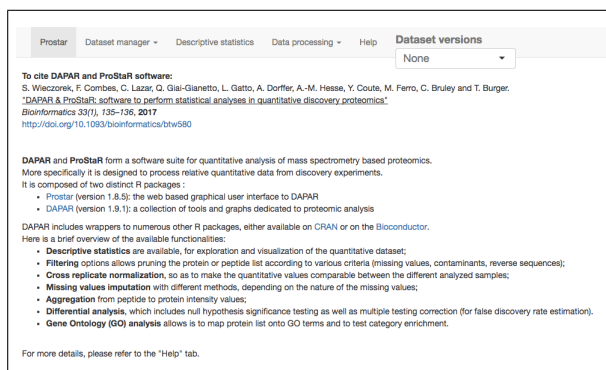 Prostar Dataset manager Descriptive statistics Data processing Help Dataset versions
None
To cite DAPAR and ProStaR software:
S. Wieczorek, F. Combes, C. Lazar, Q. Giai-Gianetto, L. Gatto, A. Dorffer, A.-M. Hesse, Y. Coute, M. Ferro, C. Bruley and T. Burger.
"DAPAR & ProStaR: software to perform statistical analyses in quantitative discovery proteomics"
Bioinformatics 33(1), 135–136, 2017
http://doi.org/10.1093/bioinformatics/btw580
DAPAR and ProStaR form a software suite for quantitative analysis of mass spectrometry based proteomics.
More specifically it is designed to process relative quantitative data from discovery experiments.
It is composed of two distinct R packages :
• Prostar (version 1.8.5): the web based graphical user interface to DAPAR
• DAPAR (version 1.9.1): a collection of tools and graphs dedicated to proteomic analysis
DAPAR includes wrappers to numerous other R packages, either available on CRAN or on the Bioconductor.
Here is a brief overview of the available functionalities:
• Descriptive statistics are available, for exploration and visualization of the quantitative dataset;
• Filtering options allows pruning the protein or peptide list according to various criteria (missing values, contaminants, reverse sequences);
• Cross replicate normalization, so as to make the quantitative values comparable between the different analyzed samples;
• Missing values imputation with different methods, depending on the nature of the missing values;
• Aggregation from peptide to protein intensity values;
• Differential analysis, which includes null hypothesis significance testing as well as multiple testing correction (for false discovery rate estimation).
• Gene Ontology (GO) analysis allows is to map protein list onto GO terms and to test category enrichment.
For more details, please refer to the "Help" tab.